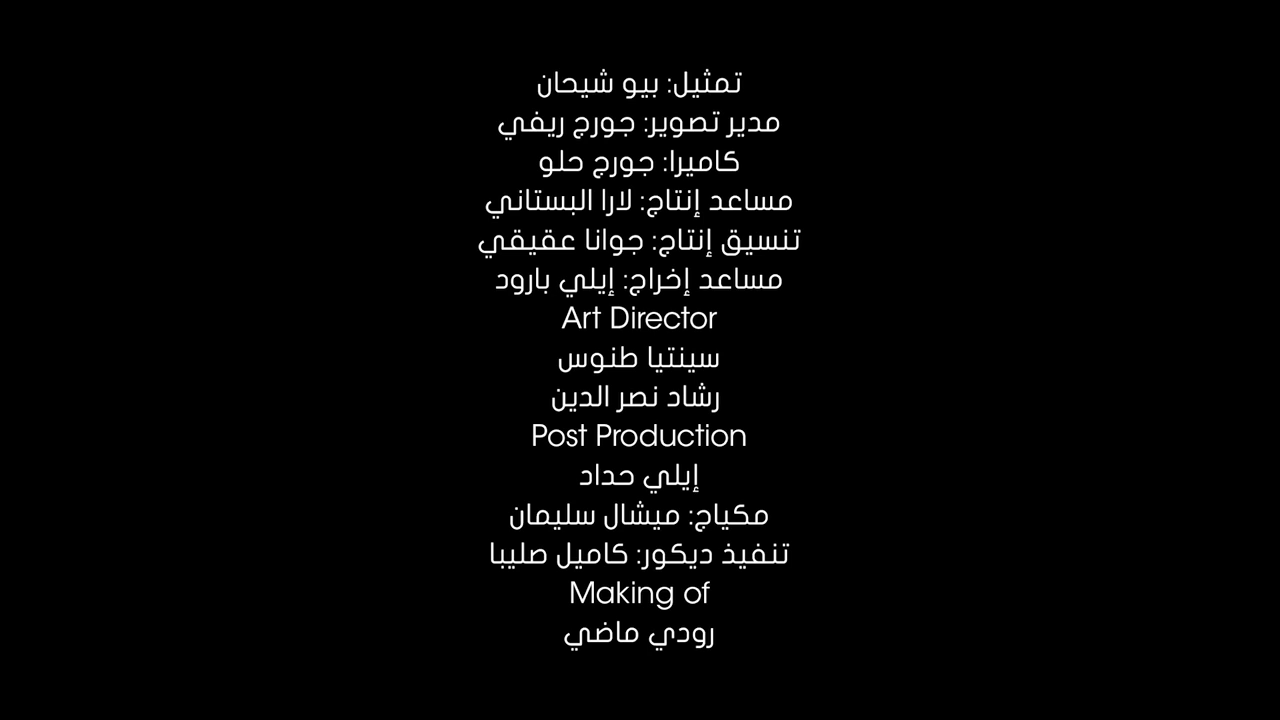 تمثيل: بيو شيحان
مدير تصوير: جورج ريفي
كاميرا: جورج حلو
مساعد إنتاج: لارا البستاني
تنسيق إنتاج: جوانا عقيقي
مساعد إخراج: إيلي بارود
Art Director
سينتيا طنوس
رشاد نصر الدين
Post Production
إيلي حداد
مكياج: ميشال سليمان
تنفيذ ديكور: كاميل صليبا
Making of
رودي ماضي